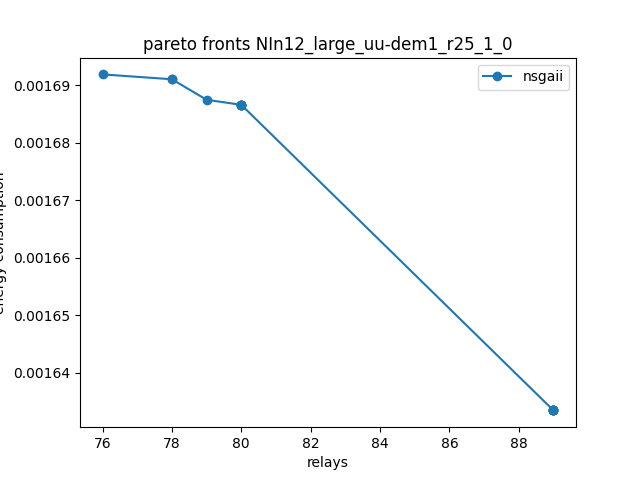 pareto fronts NIn12_large_uu-dem1_r25_1_0
nsgaii
0.00169
0.00168
0.00167
0.00166
0.00165
0.00164
energy consumption
76 78 80 82 84 86 88
relays